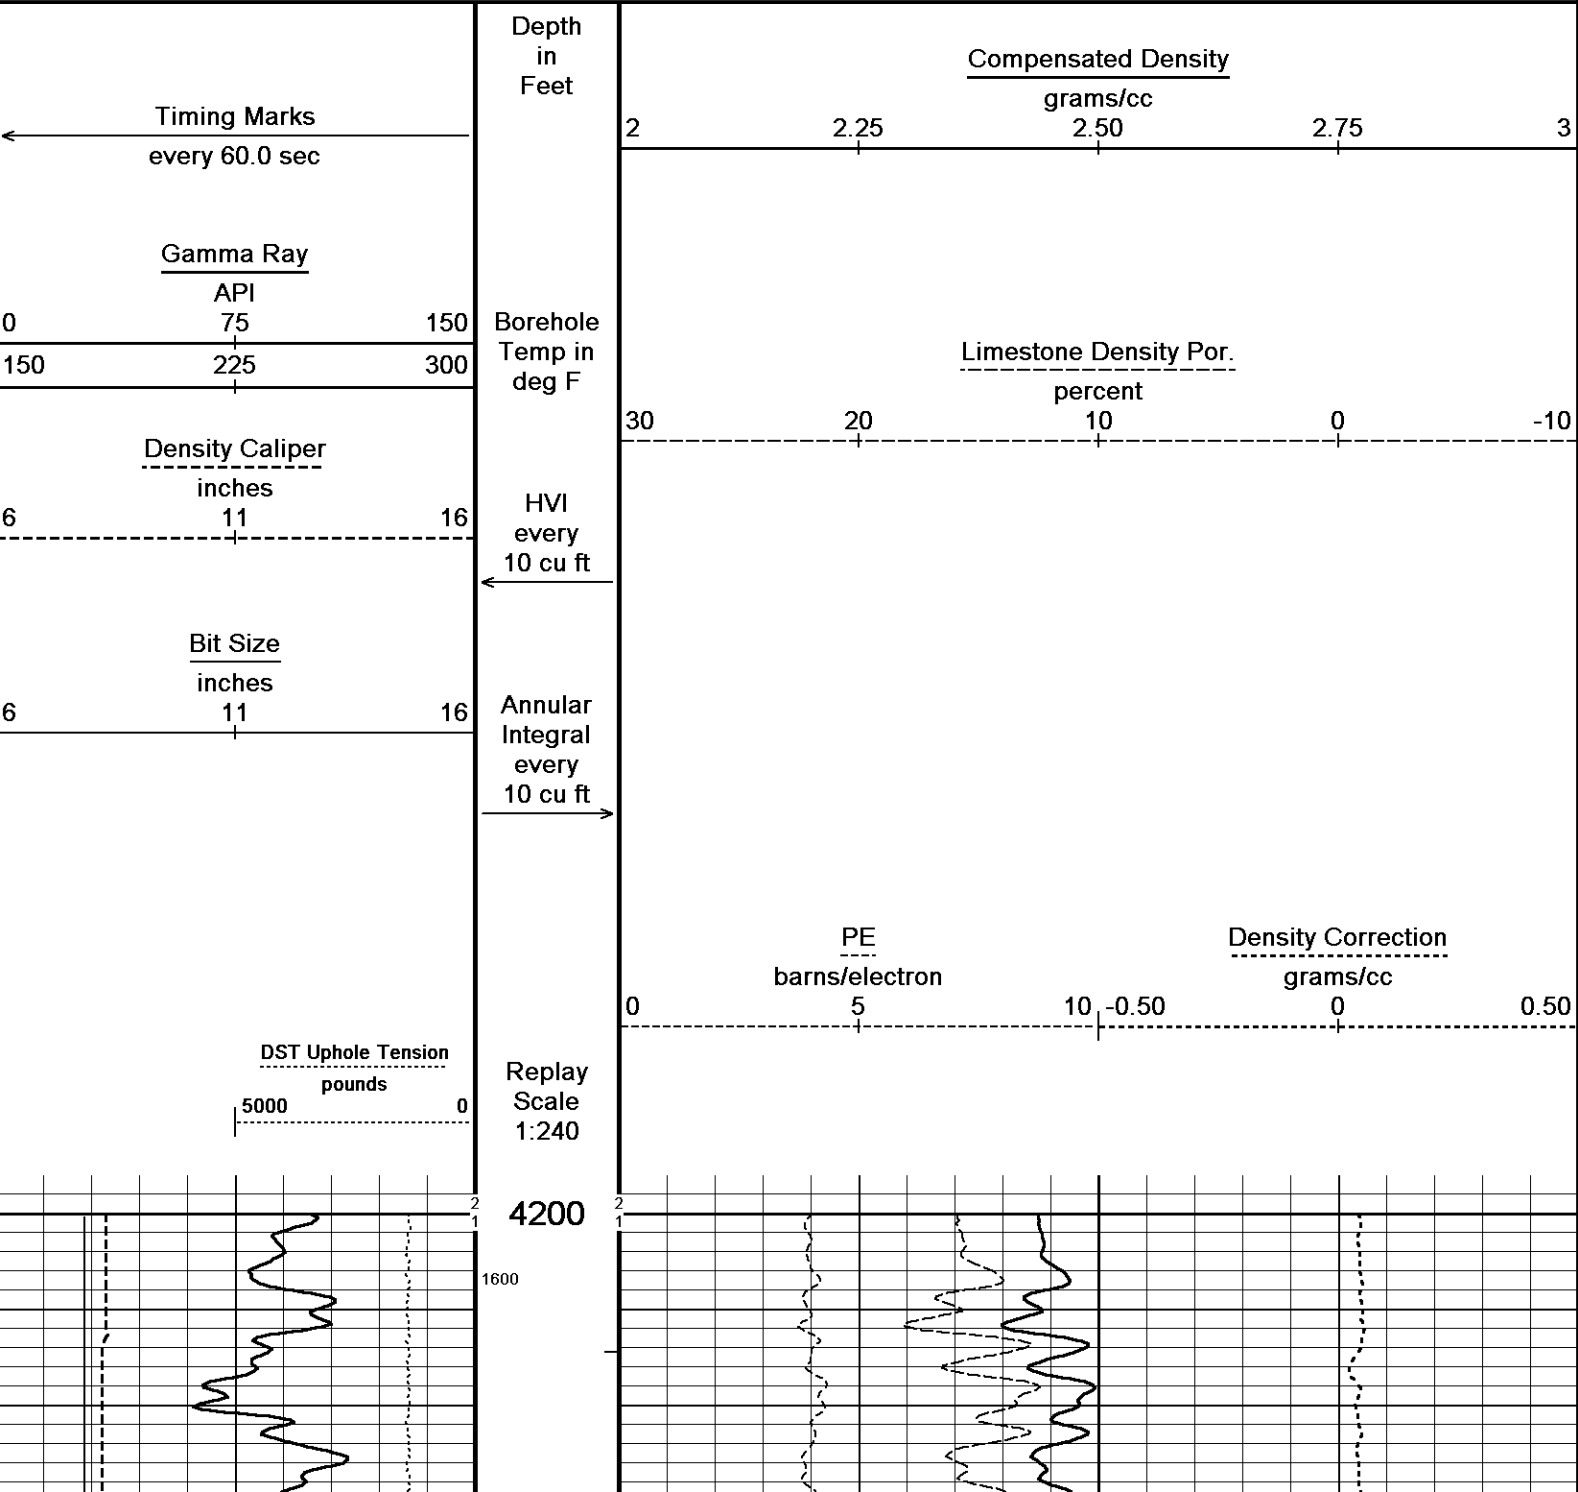 Timing Marks
every 60.0 sec
Gamma Ray
API
0 75 150
150 225 300
Density Caliper
inches
6 11 16
Bit Size
inches
6 11 16
DST Uphole Tension
pounds
5000 0
Depth
in
Feet
Borehole
Temp in
deg F
HVI
every
10 cu ft
Annular
Integral
every
10 cu ft
Replay
Scale
1:240
Compensated Density
grams/cc
2 2.25 2.50 2.75 3
Limestone Density Por.
percent
30 20 10 0 -10
PE
barns/electron
0 5 10
Density Correction
grams/cc
-0.50 0 0.50
2 4200 2
1 1
1600